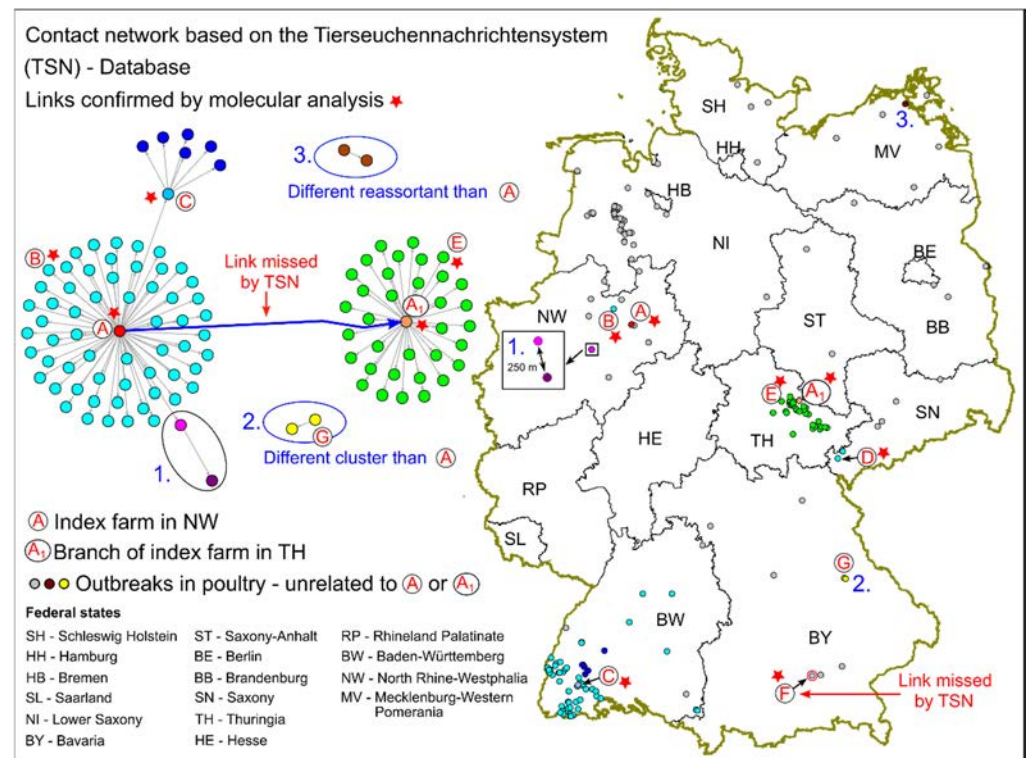 Contact network based on the Tierseuchennachrichtensystem
(TSN) - Database
Links confirmed by molecular analysis
C
3.
Different reassortant than A
B
E
Link missed
by TSN
A
A1
2.
G
Different cluster than A
1.
A Index farm in NW
A1 Branch of index farm in TH
Outbreaks in poultry - unrelated to A or A1
Federal states
SH - Schleswig Holstein
HH - Hamburg
HB - Bremen
SL - Saarland
NI - Lower Saxony
BY - Bavaria
ST - Saxony-Anhalt
BE - Berlin
BB - Brandenburg
SN - Saxony
TH - Thuringia
HE - Hesse
RP - Rhineland Palatinate
BW - Baden-Württemberg
NW - North Rhine-Westphalia
MV - Mecklenburg-Western
Pomerania
SH
3.
HH
MV
HB
NI
BE
NW
B
A
ST
BB
1.
250 m
E
A1
SN
HE
TH
D
RP
SL
G
2.
BW
BY
C
F
Link missed
by TSN